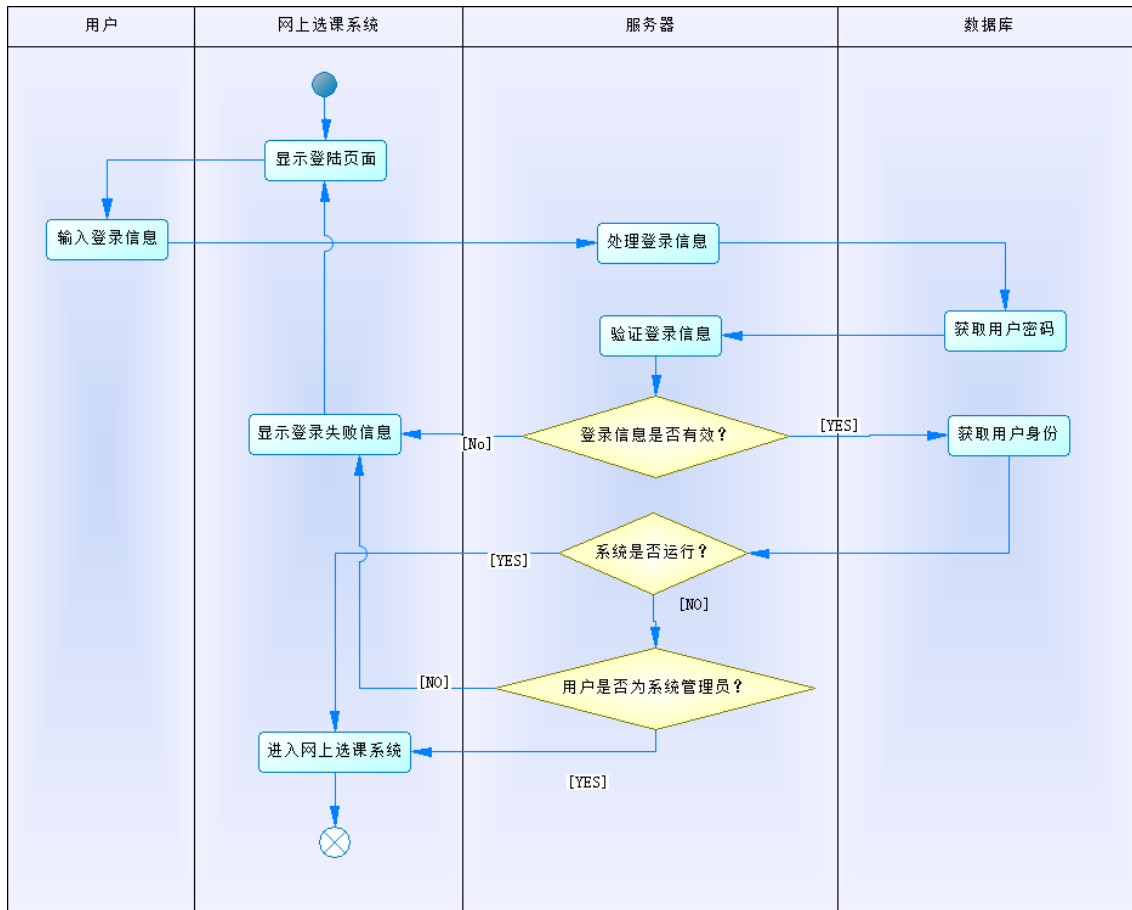 用户
网上选课系统
服务器
数据库
显示登陆页面
输入登录信息
处理登录信息
获取用户密码
验证登录信息
显示登录失败信息
[No]
登录信息是否有效？
[YES]
获取用户身份
[YES]
系统是否运行？
[NO]
[NO]
用户是否为系统管理员？
进入网上选课系统
[YES]